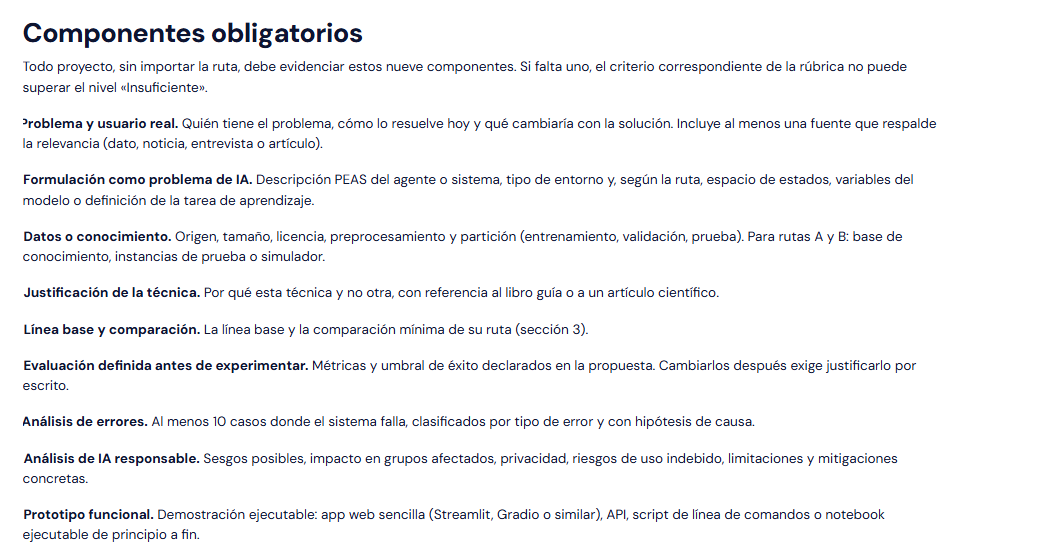 Componentes obligatorios
Todo proyecto, sin importar la ruta, debe evidenciar estos nueve componentes. Si falta uno, el criterio correspondiente de la rúbrica no puede
superar el nivel «Insuficiente».
Problema y usuario real. Quién tiene el problema, cómo lo resuelve hoy y qué cambiaría con la solución. Incluye al menos una fuente que respalde
la relevancia (dato, noticia, entrevista o artículo).
Formulación como problema de IA. Descripción PEAS del agente o sistema, tipo de entorno y, según la ruta, espacio de estados, variables del
modelo o definición de la tarea de aprendizaje.
Datos o conocimiento. Origen, tamaño, licencia, preprocesamiento y partición (entrenamiento, validación, prueba). Para rutas A y B: base de
conocimiento, instancias de prueba o simulador.
Justificación de la técnica. Por qué esta técnica y no otra, con referencia al libro guía o a un artículo científico.
Línea base y comparación. La línea base y la comparación mínima de su ruta (sección 3).
Evaluación definida antes de experimentar. Métricas y umbral de éxito declarados en la propuesta. Cambiarlos después exige justificarlo por
escrito.
Análisis de errores. Al menos 10 casos donde el sistema falla, clasificados por tipo de error y con hipótesis de causa.
Análisis de IA responsable. Sesgos posibles, impacto en grupos afectados, privacidad, riesgos de uso indebido, limitaciones y mitigaciones
concretas.
Prototipo funcional. Demostración ejecutable: app web sencilla (Streamlit, Gradio o similar), API, script de línea de comandos o notebook
ejecutable de principio a fin.